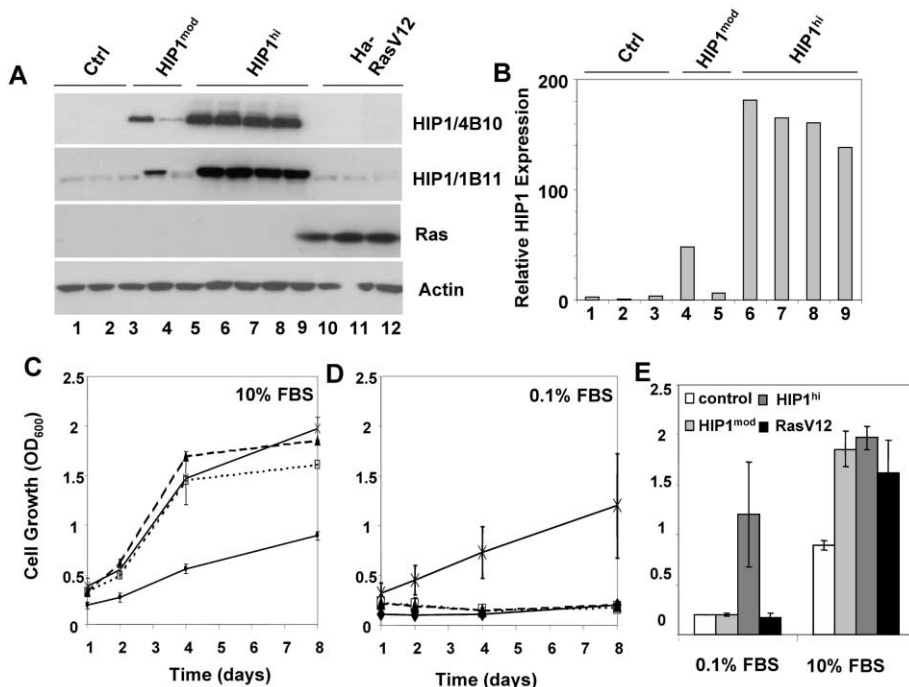 A
Ctrl
HIP1mod
HIP1hi
Ha-
RasV12
HIP1/4B10
HIP1/1B11
Ras
Actin
1 2 3 4 5 6 7 8 9 10 11 12
B
Ctrl
HIP1mod
HIP1hi
Relative HIP1 Expression
200
100
0
1 2 3 4 5 6 7 8 9
C
10% FBS
Cell Growth (OD600)
2.5
2
1.5
1
0.5
0
1 2 3 4 5 6 7 8
Time (days)
D
0.1% FBS
2.5
2
1.5
1
0.5
0
1 2 3 4 5 6 7 8
Time (days)
E
control
HIP1hi
HIP1mod
RasV12
2.5
2
1.5
1
0.5
0
0.1% FBS
10% FBS